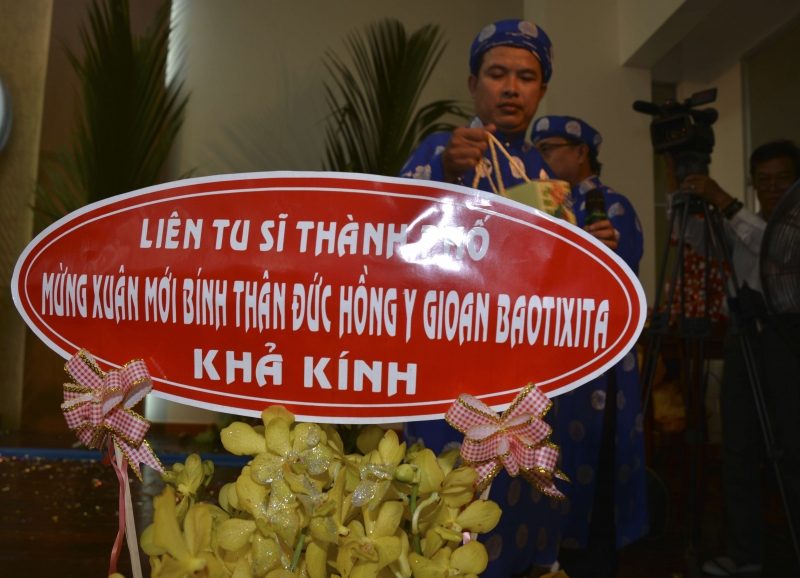 LIÊN TU SĨ THÀNH PHỐ
MỪNG XUÂN MỚI BÍNH THÂN ĐỨC HỒNG Y GIOAN BAOTIXITA
KHẢ KÍNH